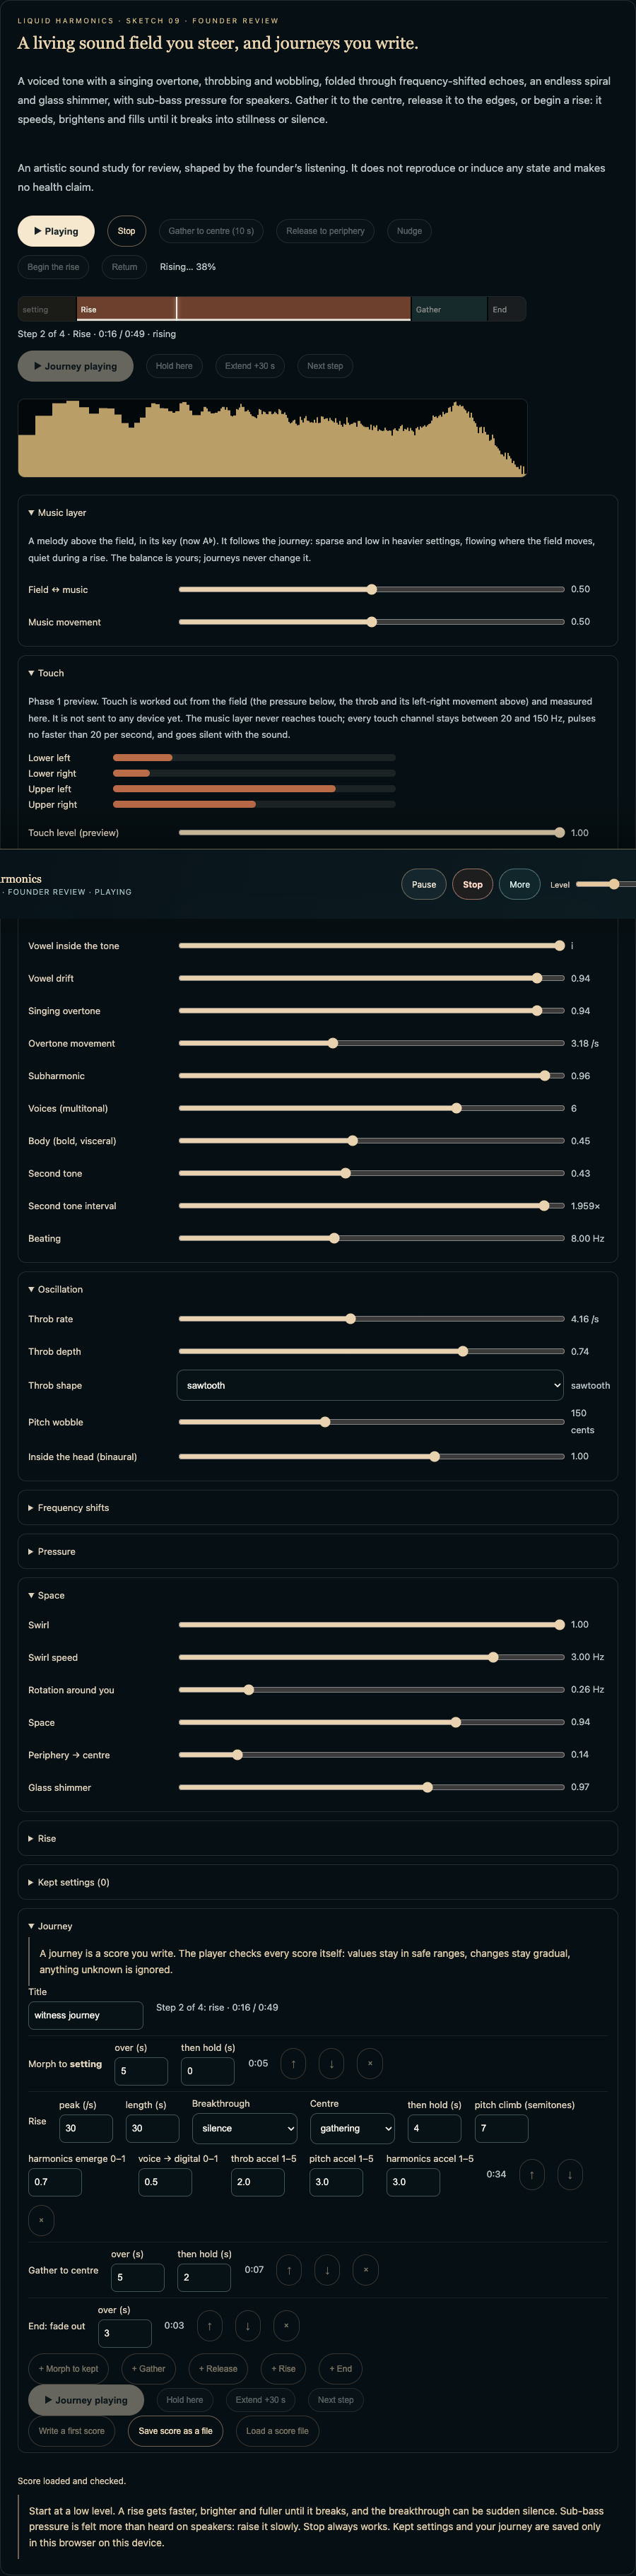 LIQUID HARMONICS · SKETCH 09 · FOUNDER REVIEW
A living sound field you steer, and journeys you write.
A voiced tone with a singing overtone, throbbing and wobbling, folded through frequency-shifted echoes, an endless spiral
and glass shimmer, with sub-bass pressure for speakers. Gather it to the centre, release it to the edges, or begin a rise: it
speeds, brightens and fills until it breaks into stillness or silence.
An artistic sound study for review, shaped by the founder's listening. It does not reproduce or induce any state and makes
no health claim.
▶ Playing Stop Gather to centre (10 s) Release to periphery Nudge
Begin the rise Return Rising… 38%
setting Rise Gather End
Step 2 of 4 · Rise · 0:16 / 0:49 · rising
▶ Journey playing Hold here Extend +30 s Next step
▼ Music layer
A melody above the field, in its key (now A♭). It follows the journey: sparse and low in heavier settings, flowing where the field moves,
quiet during a rise. The balance is yours; journeys never change it.
Field ↔ music 0.50
Music movement 0.50
▼ Touch
Phase 1 preview. Touch is worked out from the field (the pressure below, the throb and its left-right movement above) and measured
here. It is not sent to any device yet. The music layer never reaches touch; every touch channel stays between 20 and 150 Hz, pulses
no faster than 20 per second, and goes silent with the sound.
Lower left
Lower right
Upper left
Upper right
Touch level (preview) 1.00
rmonics
· FOUNDER REVIEW · PLAYING
Pause Stop More Level
Vowel inside the tone i
Vowel drift 0.94
Singing overtone 0.94
Overtone movement 3.18 /s
Subharmonic 0.96
Voices (multitonal) 6
Body (bold, visceral) 0.45
Second tone 0.43
Second tone interval 1.959×
Beating 8.00 Hz
▼ Oscillation
Throb rate 4.16 /s
Throb depth 0.74
Throb shape sawtooth sawtooth
Pitch wobble 150 cents
Inside the head (binaural) 1.00
▶ Frequency shifts
▶ Pressure
▼ Space
Swirl 1.00
Swirl speed 3.00 Hz
Rotation around you 0.26 Hz
Space 0.94
Periphery → centre 0.14
Glass shimmer 0.97
▶ Rise
▶ Kept settings (0)
▼ Journey
A journey is a score you write. The player checks every score itself: values stay in safe ranges, changes stay gradual,
anything unknown is ignored.
Title
witness journey Step 2 of 4: rise · 0:16 / 0:49
over (s) then hold (s)
Morph to setting 5 0 0:05 ↑ ↓ ×
peak (/s) length (s) Breakthrough Centre then hold (s) pitch climb (semitones)
Rise 30 30 silence gathering 4 7
harmonics emerge 0–1 voice → digital 0–1 throb accel 1–5 pitch accel 1–5 harmonics accel 1–5
0.7 0.5 2.0 3.0 3.0 0:34 ↑ ↓
×
over (s) then hold (s)
Gather to centre 5 2 0:07 ↑ ↓ ×
over (s)
End: fade out 3 0:03 ↑ ↓ ×
+ Morph to kept + Gather + Release + Rise + End
▶ Journey playing Hold here Extend +30 s Next step
Write a first score Save score as a file Load a score file
Score loaded and checked.
Start at a low level. A rise gets faster, brighter and fuller until it breaks, and the breakthrough can be sudden silence. Sub-bass
pressure is felt more than heard on speakers: raise it slowly. Stop always works. Kept settings and your journey are saved only
in this browser on this device.